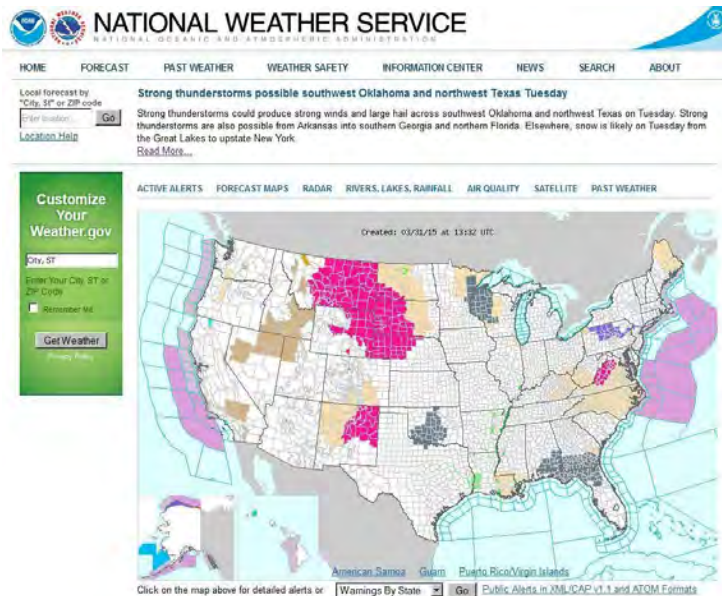 NATIONAL WEATHER SERVICE
NATIONAL OCEANIC AND ATMOSPHERIC ADMINISTRATION
HOME FORECAST PAST WEATHER WEATHER SAFETY INFORMATION CENTER NEWS SEARCH ABOUT
Local forecast by
"City, St" or ZIP code
Enter location ... Go
Location Help
Strong thunderstorms possible southwest Oklahoma and northwest Texas Tuesday
Strong thunderstorms could produce strong winds and large hail across southwest Oklahoma and northwest Texas on Tuesday. Strong
thunderstorms are also possible from Arkansas into southern Georgia and northern Florida. Elsewhere, snow is likely on Tuesday from
the Great Lakes to upstate New York.
Read More...
Customize
Your
Weather.gov
City, ST
Enter Your City, ST or
ZIP Code
Remember Me
Get Weather
Privacy Policy
ACTIVE ALERTS FORECAST MAPS RADAR RIVERS, LAKES, RAINFALL AIR QUALITY SATELLITE PAST WEATHER
Created: 03/31/15 at 13:32 UTC
American Samoa Guam Puerto Rico/Virgin Islands
Click on the map above for detailed alerts or Warnings By State Go Public Alerts in XML/CAP v1.1 and ATOM Formats